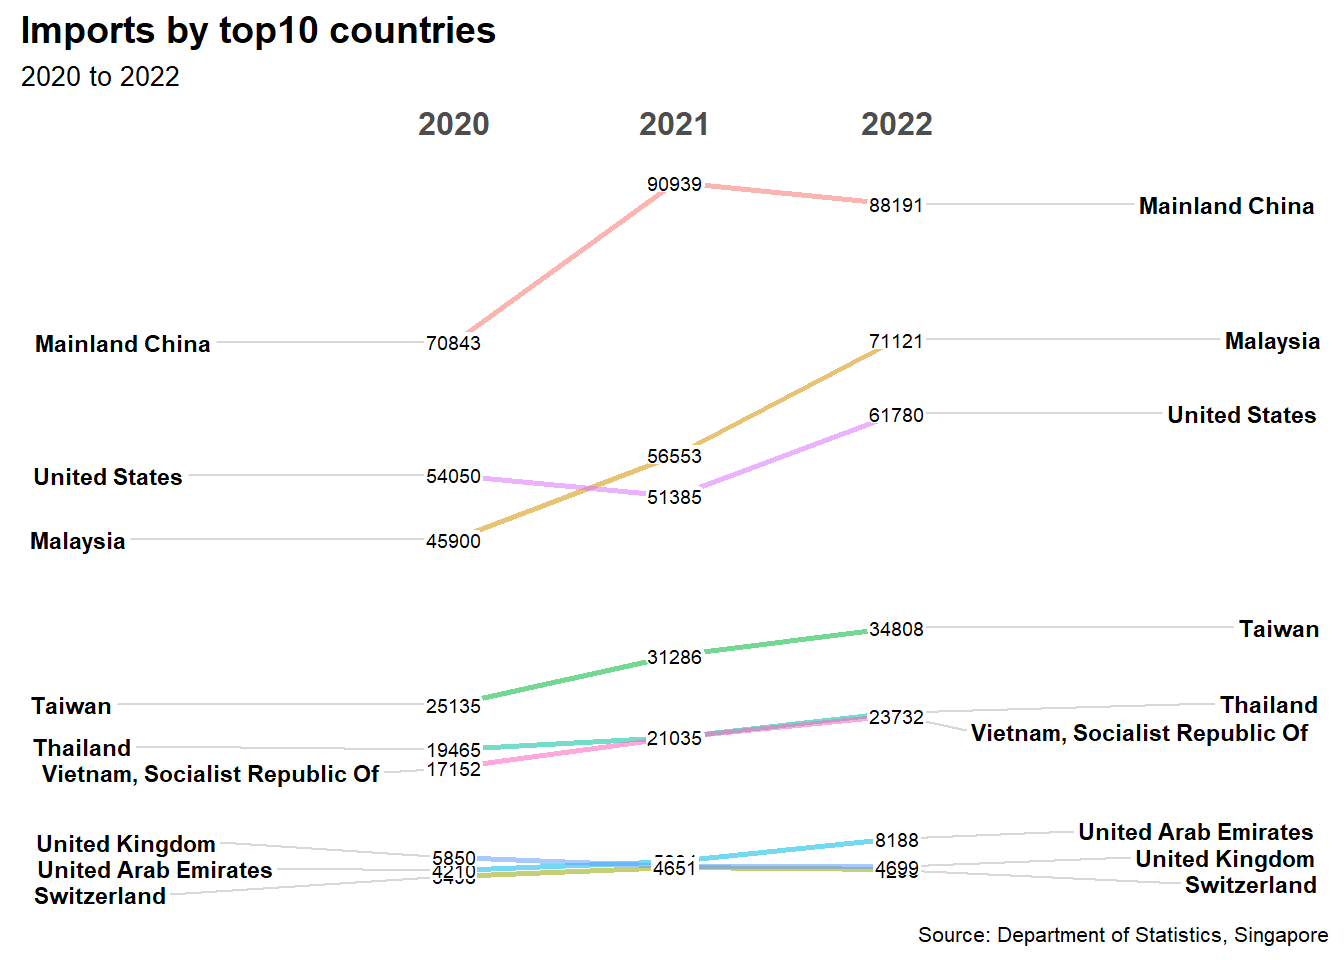 Imports by top10 countries
2020 to 2022
2020 2021 2022
90939
88191 Mainland China
Mainland China 70843
71121 Malaysia
61780 United States
56553
United States 54050
51385
Malaysia 45900
34808 Taiwan
31286
Taiwan 25135
Thailand
23732
Vietnam, Socialist Republic Of
21035
Thailand 19465
Vietnam, Socialist Republic Of 17152
8188 United Arab Emirates
United Kingdom 5850
4699 United Kingdom
4651
United Arab Emirates 4210
Switzerland
Switzerland
Source: Department of Statistics, Singapore